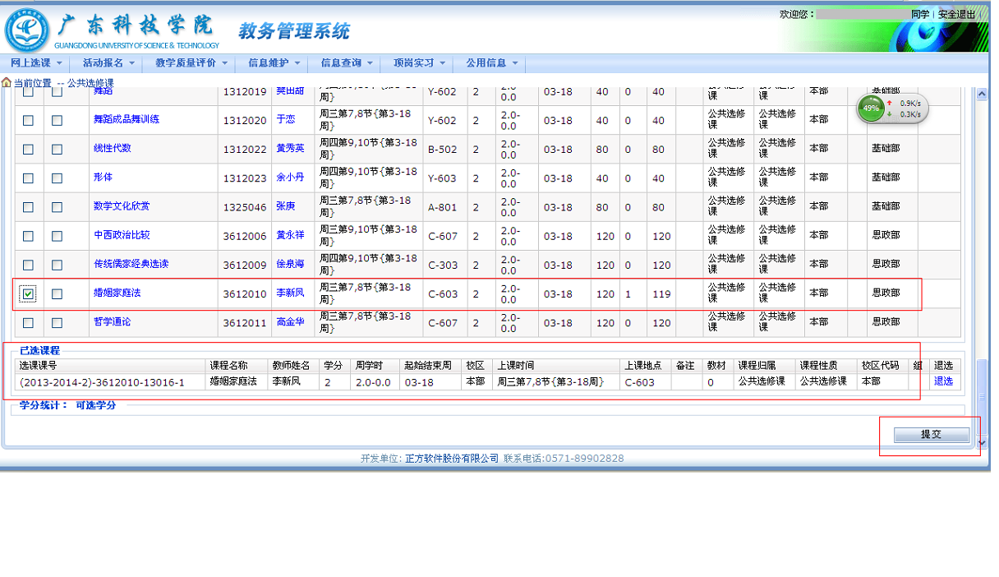 广东科技学院
GUANGDONG UNIVERSITY OF SCIENCE & TECHNOLOGY
教务管理系统
欢迎您： 同学 | 安全退出
网上选课 活动报名 教学质量评价 信息维护 信息查询 顶岗实习 公用信息
当前位置 -- 公共选修课
舞蹈 1312019 樊田甜 周}  Y-602 2 2.0-0.0 03-18 40 0 40 课 课 本部 基础部
舞蹈成品舞训练 1312020 于恋 周三第7,8节{第3-18周} Y-602 2 2.0-0.0 03-18 40 0 40 公共选修课 公共选修课 本部
49% 0.9K/s
0.3K/s
线性代数 1312022 黄秀英 周四第9,10节{第3-18周} B-502 2 2.0-0.0 03-18 80 0 80 公共选修课 公共选修课 本部 基础部
形体 1312023 余小丹 周四第9,10节{第3-18周} Y-603 2 2.0-0.0 03-18 40 0 40 公共选修课 公共选修课 本部 基础部
数学文化欣赏 1325046 张庚 周三第7,8节{第3-18周} A-801 2 2.0-0.0 03-18 80 0 80 公共选修课 公共选修课 本部 基础部
中西政治比较 3612006 黄永祥 周三第9,10节{第3-18周} C-607 2 2.0-0.0 03-18 120 0 120 公共选修课 公共选修课 本部 思政部
传统儒家经典选读 3612009 徐泉海 周四第9,10节{第3-18周} C-303 2 2.0-0.0 03-18 120 0 120 公共选修课 公共选修课 本部 思政部
婚姻家庭法 3612010 李新凤 周三第7,8节{第3-18周} C-603 2 2.0-0.0 03-18 120 1 119 公共选修课 公共选修课 本部 思政部
哲学通论 3612011 高金华 周三第7,8节{第3-18周} C-607 2 2.0-0.0 03-18 120 0 120 公共选修课 公共选修课 本部 思政部
已选课程
选课课号 课程名称 教师姓名 学分 周学时 起始结束周 校区 上课时间 上课地点 备注 教材 课程归属 课程性质 校区代码 组 退选
(2013-2014-2)-3612010-13016-1 婚姻家庭法 李新凤 2 2.0-0.0 03-18 本部 周三第7,8节{第3-18周} C-603 0 公共选修课 公共选修课 本部 退选
学分统计： 可选学分
提交
开发单位: 正方软件股份有限公司 联系电话:0571-89902828